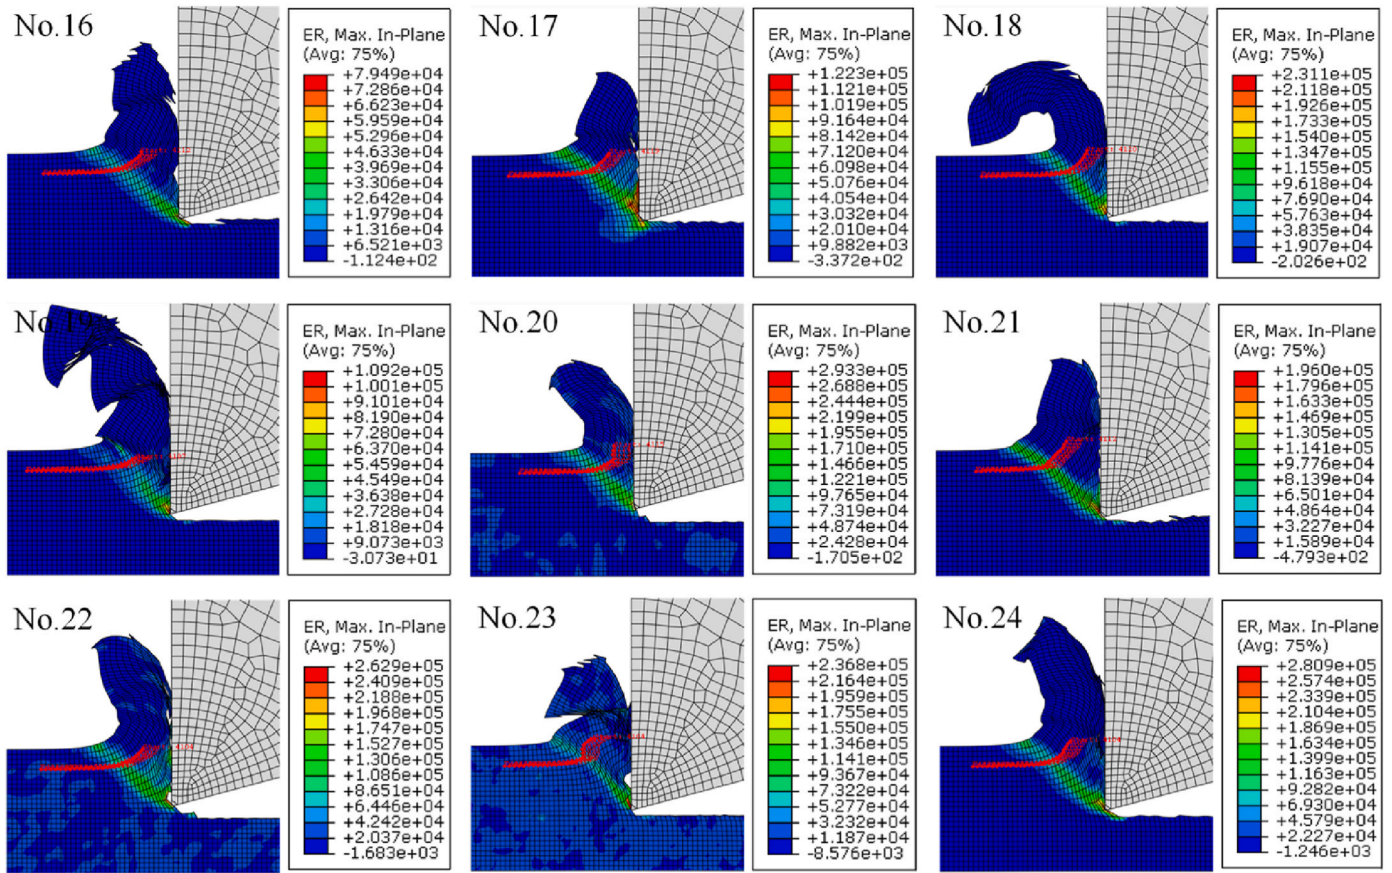 No.16
ER, Max. In-Plane
(Avg: 75%)
+7.949e+04
+7.286e+04
+6.623e+04
+5.959e+04
+5.296e+04
+4.633e+04
+3.969e+04
+3.306e+04
+2.642e+04
+1.979e+04
+1.316e+04
+6.521e+03
-1.124e+02
No.17
ER, Max. In-Plane
(Avg: 75%)
+1.223e+05
+1.121e+05
+1.019e+05
+9.164e+04
+8.142e+04
+7.120e+04
+6.098e+04
+5.076e+04
+4.054e+04
+3.032e+04
+2.010e+04
+9.882e+03
-3.372e+02
No.18
ER, Max. In-Plane
(Avg: 75%)
+2.311e+05
+2.118e+05
+1.926e+05
+1.733e+05
+1.540e+05
+1.347e+05
+1.155e+05
+9.618e+04
+7.690e+04
+5.763e+04
+3.835e+04
+1.907e+04
-2.026e+02
No.19
ER, Max. In-Plane
(Avg: 75%)
+1.092e+05
+1.001e+05
+9.101e+04
+8.190e+04
+7.280e+04
+6.370e+04
+5.459e+04
+4.549e+04
+3.638e+04
+2.728e+04
+1.818e+04
+9.073e+03
-3.073e+01
No.20
ER, Max. In-Plane
(Avg: 75%)
+2.933e+05
+2.688e+05
+2.444e+05
+2.199e+05
+1.955e+05
+1.710e+05
+1.466e+05
+1.221e+05
+9.765e+04
+7.319e+04
+4.874e+04
+2.428e+04
-1.705e+02
No.21
ER, Max. In-Plane
(Avg: 75%)
+1.960e+05
+1.796e+05
+1.633e+05
+1.469e+05
+1.305e+05
+1.141e+05
+9.776e+04
+8.139e+04
+6.501e+04
+4.864e+04
+3.227e+04
+1.589e+04
-4.793e+02
No.22
ER, Max. In-Plane
(Avg: 75%)
+2.629e+05
+2.409e+05
+2.188e+05
+1.968e+05
+1.747e+05
+1.527e+05
+1.306e+05
+1.086e+05
+8.651e+04
+6.446e+04
+4.242e+04
+2.037e+04
-1.683e+03
No.23
ER, Max. In-Plane
(Avg: 75%)
+2.368e+05
+2.164e+05
+1.959e+05
+1.755e+05
+1.550e+05
+1.346e+05
+1.141e+05
+9.367e+04
+7.322e+04
+5.277e+04
+3.232e+04
+1.187e+04
-8.576e+03
No.24
ER, Max. In-Plane
(Avg: 75%)
+2.809e+05
+2.574e+05
+2.339e+05
+2.104e+05
+1.869e+05
+1.634e+05
+1.399e+05
+1.163e+05
+9.282e+04
+6.930e+04
+4.579e+04
+2.227e+04
-1.246e+03